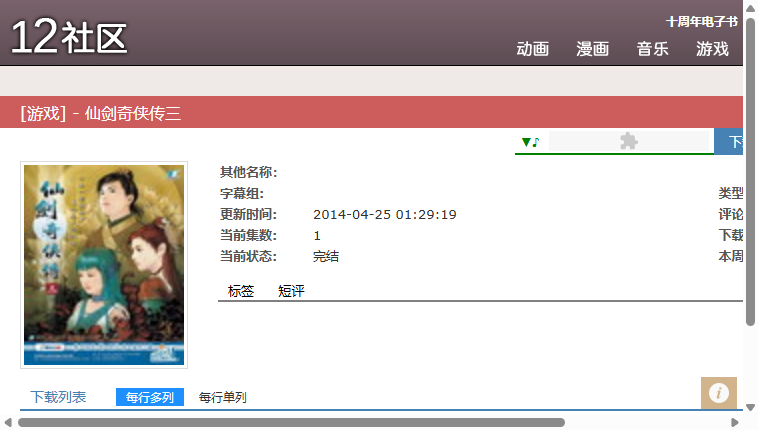 12社区
十周年电子书
动画 漫画 音乐 游戏
[游戏] - 仙剑奇侠传三
▼♪
下
其他名称:
字幕组: 类型
更新时间: 2014-04-25 01:29:19 评论
当前集数: 1 下载
当前状态: 完结 本周
标签 短评
仙剑奇侠传
下载列表 每行多列 每行单列
i